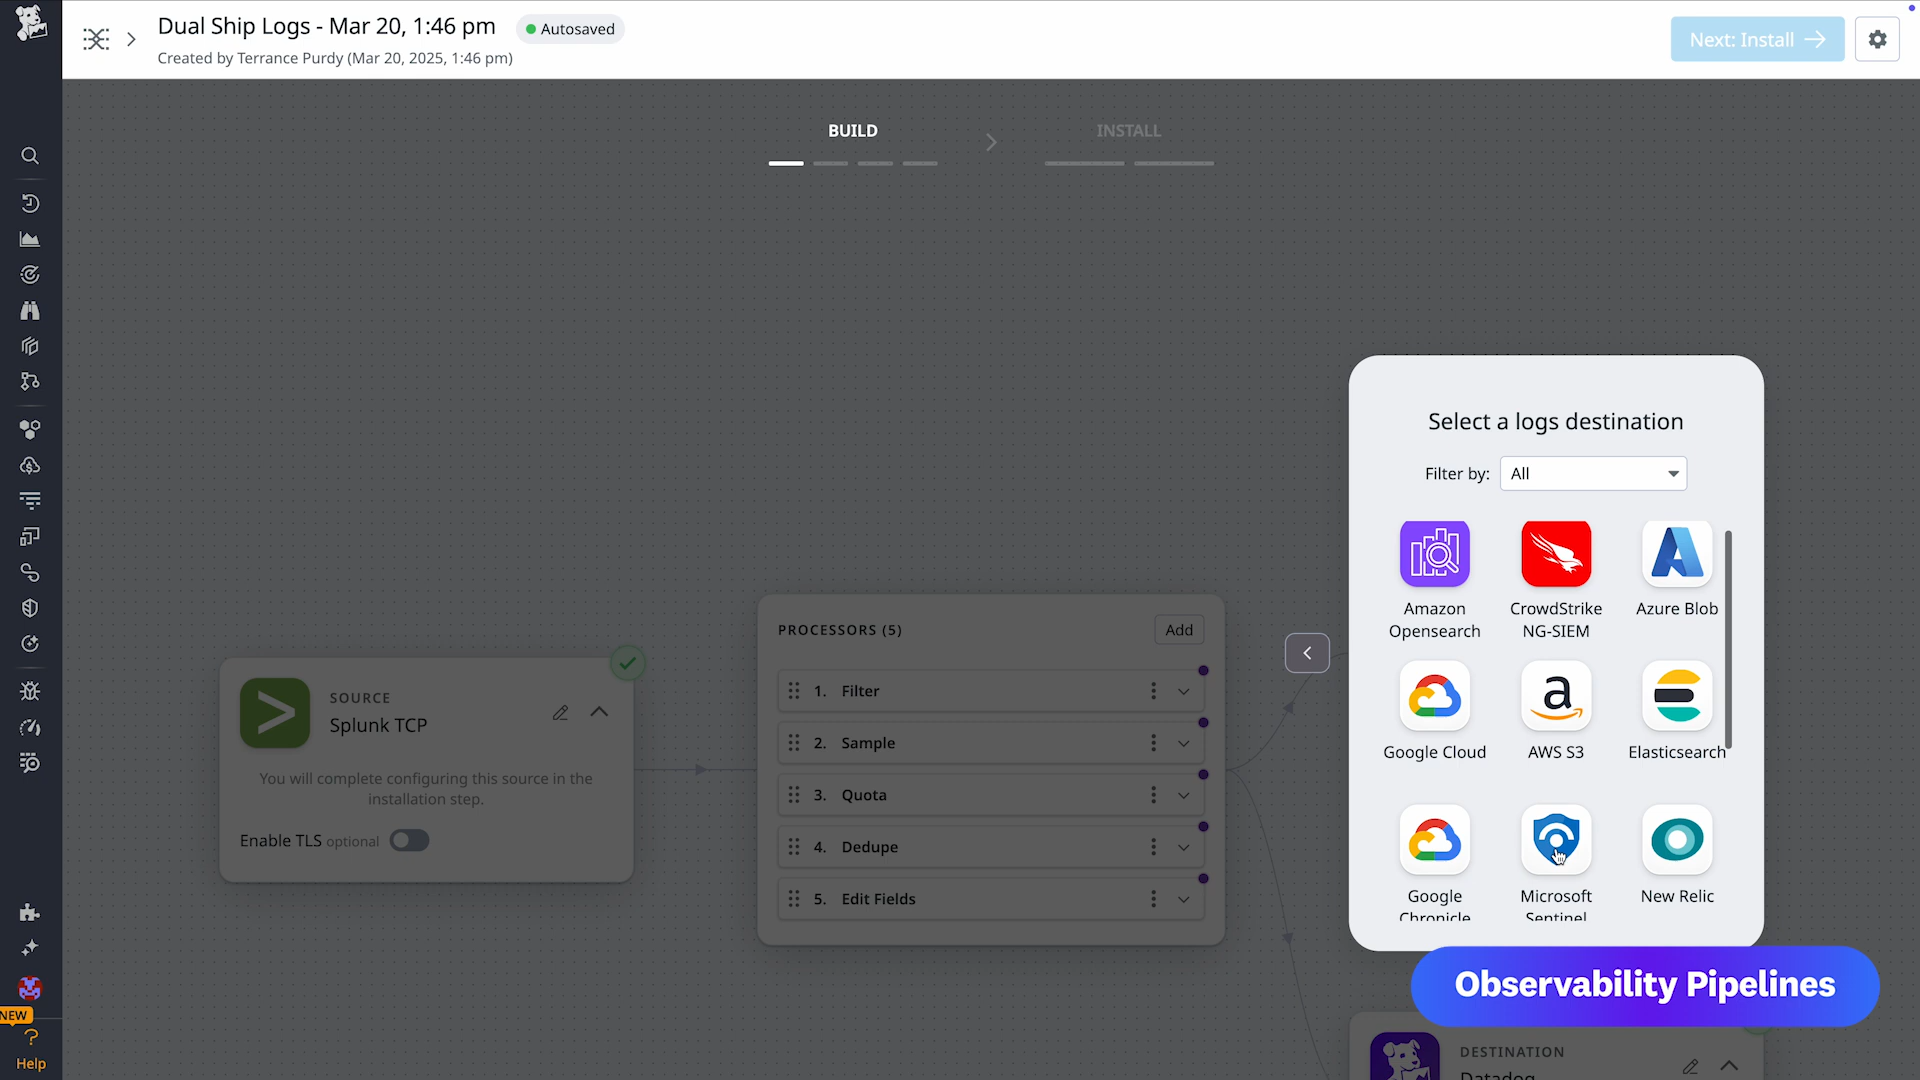 Dual Ship Logs - Mar 20, 1:46 pm
Autosaved
Created by Terrance Purdy (Mar 20, 2025, 1:46 pm)
Next: Install
BUILD
INSTALL
Select a logs destination
Filter by:
All
Amazon
Opensearch
CrowdStrike
NG-SIEM
Azure Blob
Google Cloud
AWS S3
Elasticsearch
Google
Chronicle
Microsoft
Sentinel
New Relic
PROCESSORS (5)
Add
1. Filter
2. Sample
3. Quota
4. Dedupe
5. Edit Fields
SOURCE
Splunk TCP
You will complete configuring this source in the
installation step.
Enable TLS optional
Observability Pipelines
DESTINATION
Datadog
NEW
Help